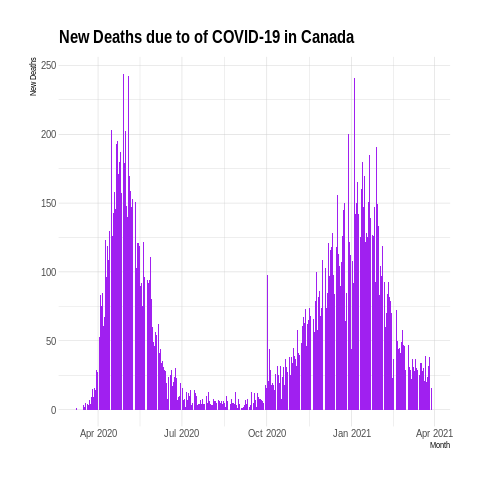 New Deaths due to of COVID-19 in Canada
New Deaths
250
200
150
100
50
0
Apr 2020 Jul 2020 Oct 2020 Jan 2021 Apr 2021
Month